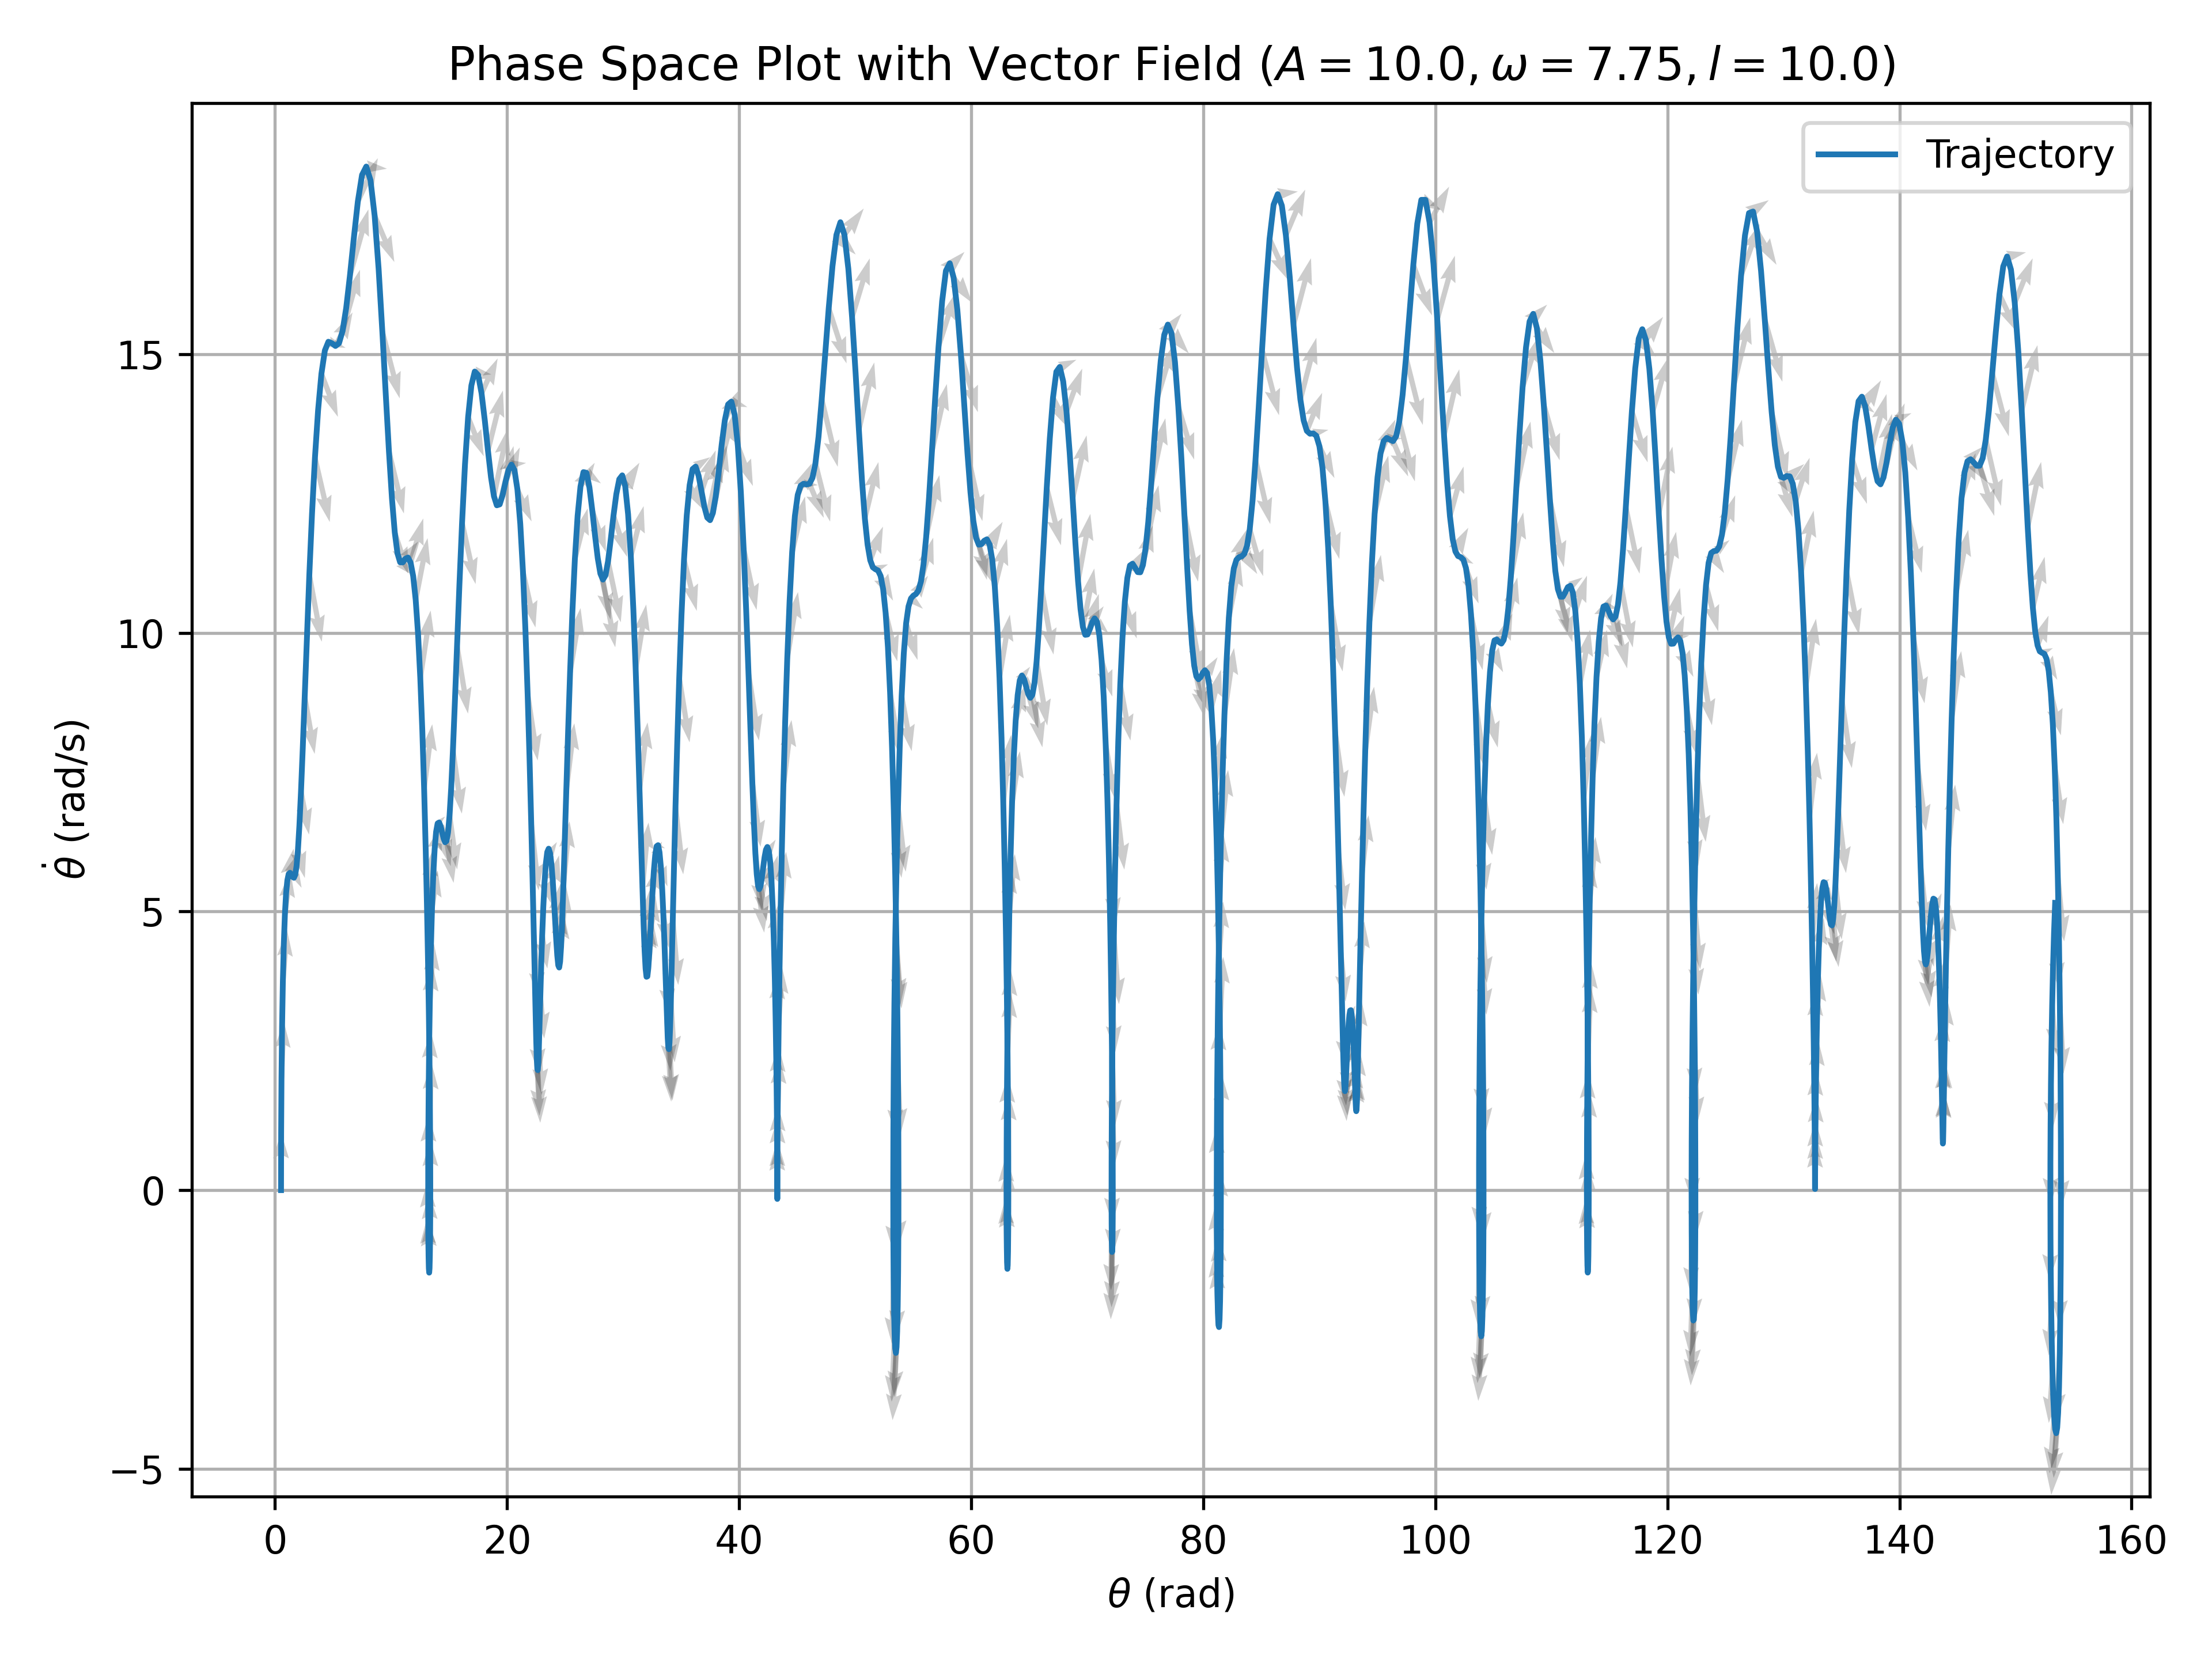 Phase Space Plot with Vector Field (A = 10.0, ω = 7.75, l = 10.0)
Trajectory
15
10
5
0
−5
θ̇ (rad/s)
0 20 40 60 80 100 120 140 160
θ (rad)